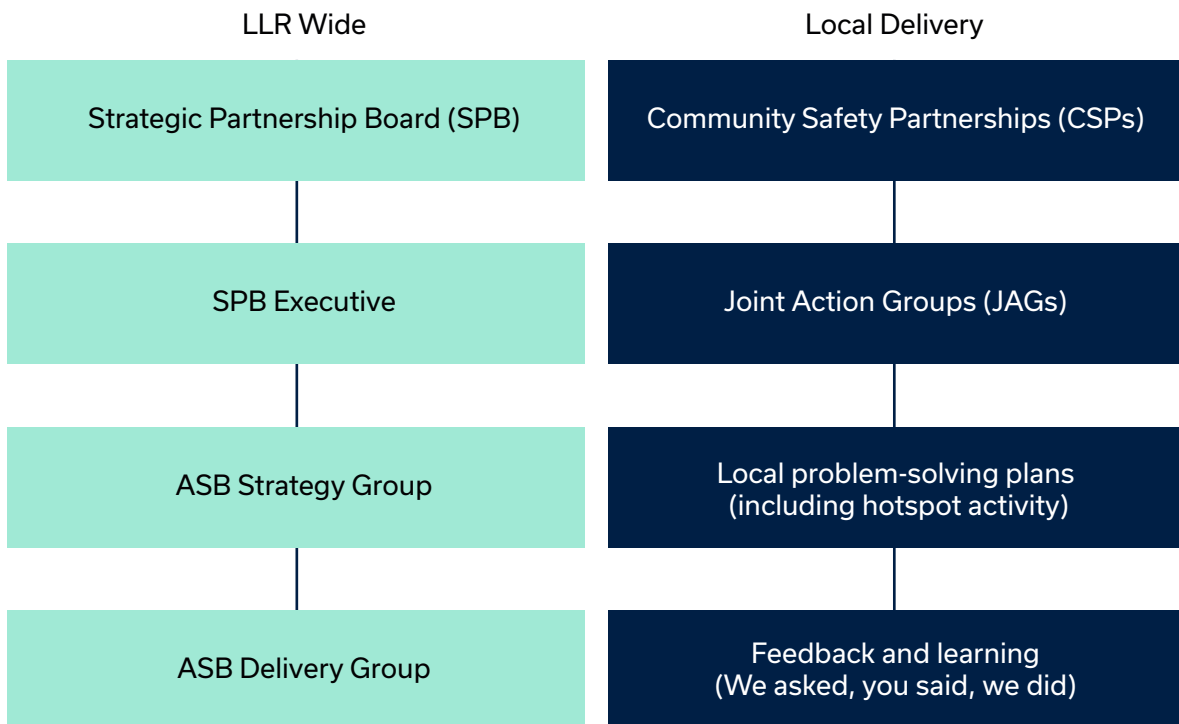 LLR Wide
Strategic Partnership Board (SPB)
SPB Executive
ASB Strategy Group
ASB Delivery Group
Local Delivery
Community Safety Partnerships (CSPs)
Joint Action Groups (JAGs)
Local problem-solving plans
(including hotspot activity)
Feedback and learning
(We asked, you said, we did)